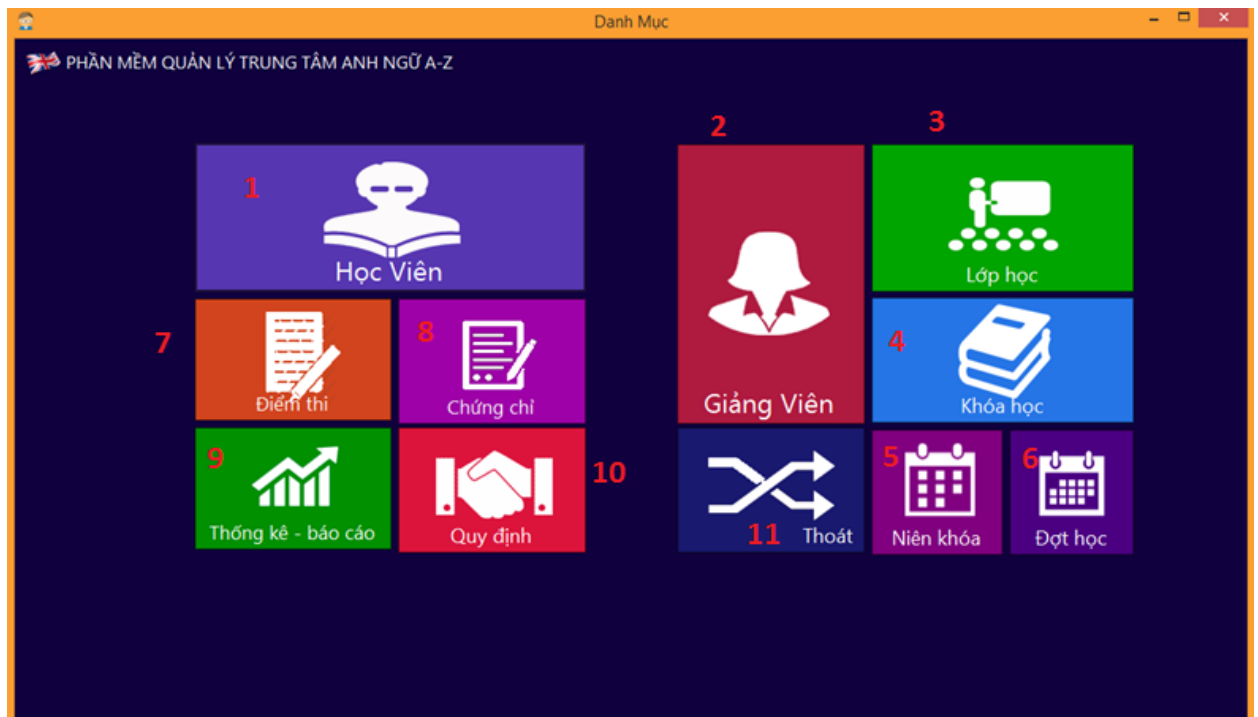 Danh Mục
PHẦN MỀM QUẢN LÝ TRUNG TÂM ANH NGỮ A-Z
1
Học Viên
2
Giảng Viên
3
Lớp học
4
Khóa học
7
Điểm thi
8
Chứng chỉ
9
Thống kê - báo cáo
10
Quy định
11
Thoát
5
Niên khóa
6
Đợt học